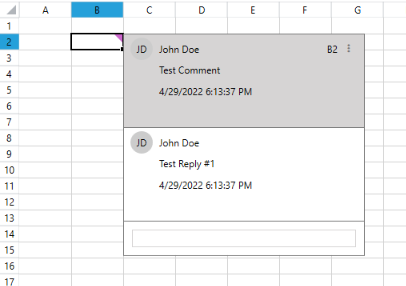 A B C D E F G
1
2
3
4
5
6
7
8
9
10
11
12
13
14
15
16
17
JD John Doe B2
Test Comment
4/29/2022 6:13:37 PM
JD John Doe
Test Reply #1
4/29/2022 6:13:37 PM